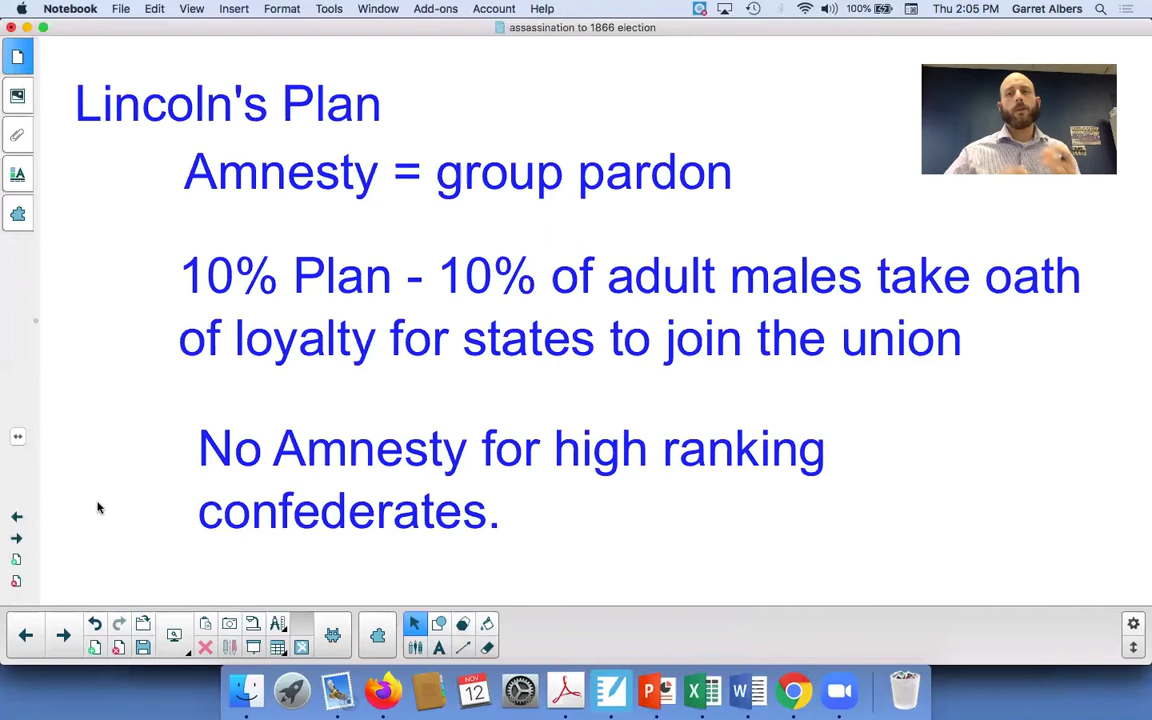 Notebook File Edit View Insert Format Tools Window Add-ons Account Help 100% Thu 2:05 PM Garret Albers
assassination to 1866 election
Lincoln's Plan
Amnesty = group pardon
10% Plan - 10% of adult males take oath
of loyalty for states to join the union
No Amnesty for high ranking
confederates.
NOV
12